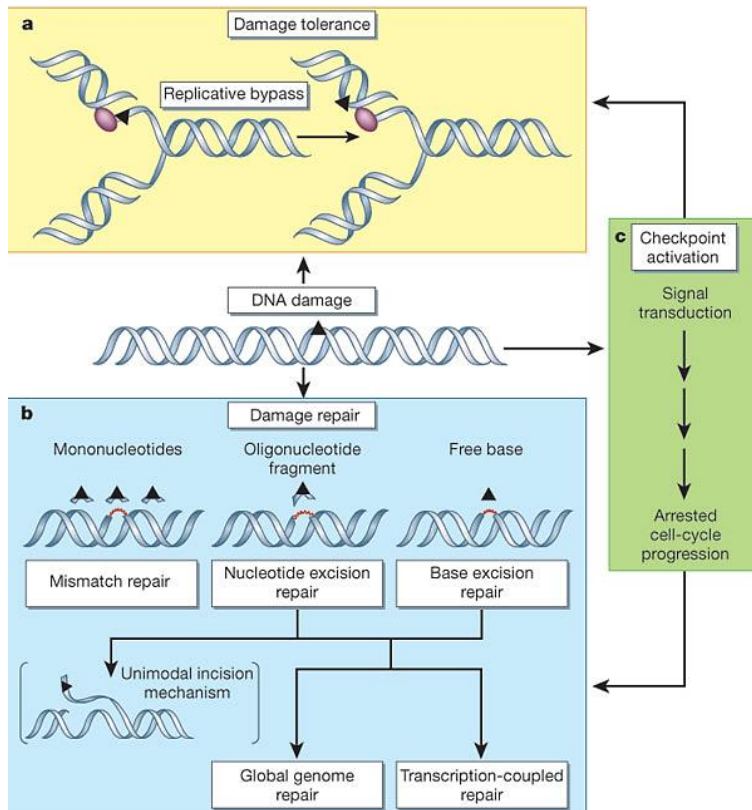 a
Damage tolerance
Replicative bypass
c
Checkpoint
activation
Signal
transduction
Arrested
cell-cycle
progression
DNA damage
b
Damage repair
Mononucleotides
Oligonucleotide
fragment
Free base
Mismatch repair
Nucleotide excision
repair
Base excision
repair
Unimodal incision
mechanism
Global genome
repair
Transcription-coupled
repair